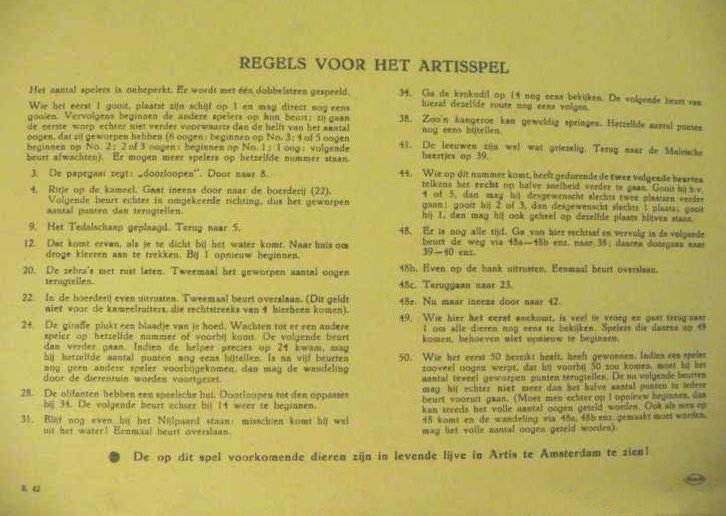 REGELS VOOR HET ARTISSPEL
Het aantal spelers is onbeperkt. Er wordt met één dobbelsteen gespeeld.
Wie het eerst 1 gooit, plaatst zijn schijf op 1 en mag direct nog eens
gooien. Vervolgens beginnen de andere spelers op hun beurt; zij gaan
de eerste worp echter niet verder voorwaarts dan de helft van het aantal
oogen, dat zij geworpen hebben (6 oogen: beginnen op No. 3; 4 of 5 oogen
beginnen op No. 2; 2 of 3 oogen: beginnen op No. 1; 1 oog: volgende
beurt afwachten). Er mogen meer spelers op hetzelfde nummer staan.
3. De papegaai zegt: „doorloopen". Door naar 8.
4. Ritje op de kameel. Gaat ineens door naar de boerderij (22).
Volgende beurt echter in omgekeerde richting, dus het geworpen
aantal punten dan terugtellen.
9. Het Tedalschaap geplaagd. Terug naar 5.
12. Dat komt ervan, als je te dicht bij het water komt. Naar huis om
droge kleeren aan te trekken. Bij 1 opnieuw beginnen.
20. De zebra's met rust laten. Tweemaal het geworpen aantal oogen
terugtellen.
22. In de boerderij even uitrusten. Tweemaal beurt overslaan. (Dit geldt
niet voor de kameelruiters, die rechtstreeks van 4 hierheen komen).
24. De giraffe plukt een blaadje van je hoed. Wachten tot er een andere
speler op hetzelfde nummer of voorbij komt. De volgende beurt
dan verder gaan. Indien de helper precies op 24 kwam, mag
hij hetzelfde aantal punten nog eens bijtellen. Is na vijf beurten
nog geen andere speler voorbijgekomen, dan mag de wandeling
door de dierentuin worden voortgezet.
28. De olifanten hebben een speelsche bui. Doorloopen tot den oppasser
bij 34. De volgende beurt echter bij 14 weer te beginnen.
31. Blijf nog even bij het Nijlpaard staan: misschien komt hij wel
uit het water! Eenmaal beurt overslaan.
34. Ga de krokodil op 14 nog eens bekijken. De volgende beurt van
hieraf dezelfde route nog eens volgen.
38. Zoo'n kangeroe kan geweldig springen. Hetzelfde aantal punten
nog eens bijtellen.
41. De leeuwen zijn wel wat griezelig. Terug naar de Maleische
beertjes op 39.
44. Wie op dit nummer komt, heeft gedurende de twee volgende beurten
telkens het recht op halve snelheid verder te gaan. Gooit hij b.v.
4 of 5, dan mag hij desgewenscht slechts twee plaatsen verder
gaan; gooit hij 2 of 3, dan desgewenscht slechts 1 plaats; gooit
hij 1, dan mag hij ook geheel op dezelfde plaats blijven staan.
48. Er is nog alle tijd. Ga van hier rechtsaf en vervolg in de volgende
beurt de weg via 48a—48b enz. naar 38; daarna doorgaan naar
39—40 enz.
48b. Even op de bank uitrusten. Eenmaal beurt overslaan.
48c. Teruggaan naar 23.
48e. Nu maar ineens door naar 42.
49. Wie hier het eerst aankomt, is veel te vroeg en gaat terug naar
1 om alle dieren nog eens te bekijken. Spelers die daarna op 49
komen, behoeven niet opnieuw te beginnen.
50. Wie het eerst 50 bereikt heeft, heeft gewonnen. Indien een speler
zooveel oogen werpt, dat hij voorbij 50 zou komen, moet hij het
aantal teveel geworpen punten terugtellen. De nu volgende beurten
mag hij echter niet meer dan het halve aantal punten in iedere
beurt vooruit gaan. (Moet men echter op 1 opnieuw beginnen, dan
kan steeds het volle aantal oogen geteld worden. Ook als men op
48 komt en de wandeling via 48a, 48b enz. gemaakt moet worden,
mag het volle aantal oogen geteld worden).
De op dit spel voorkomende dieren zijn in levende lijve in Artis te Amsterdam te zien!
R. 42